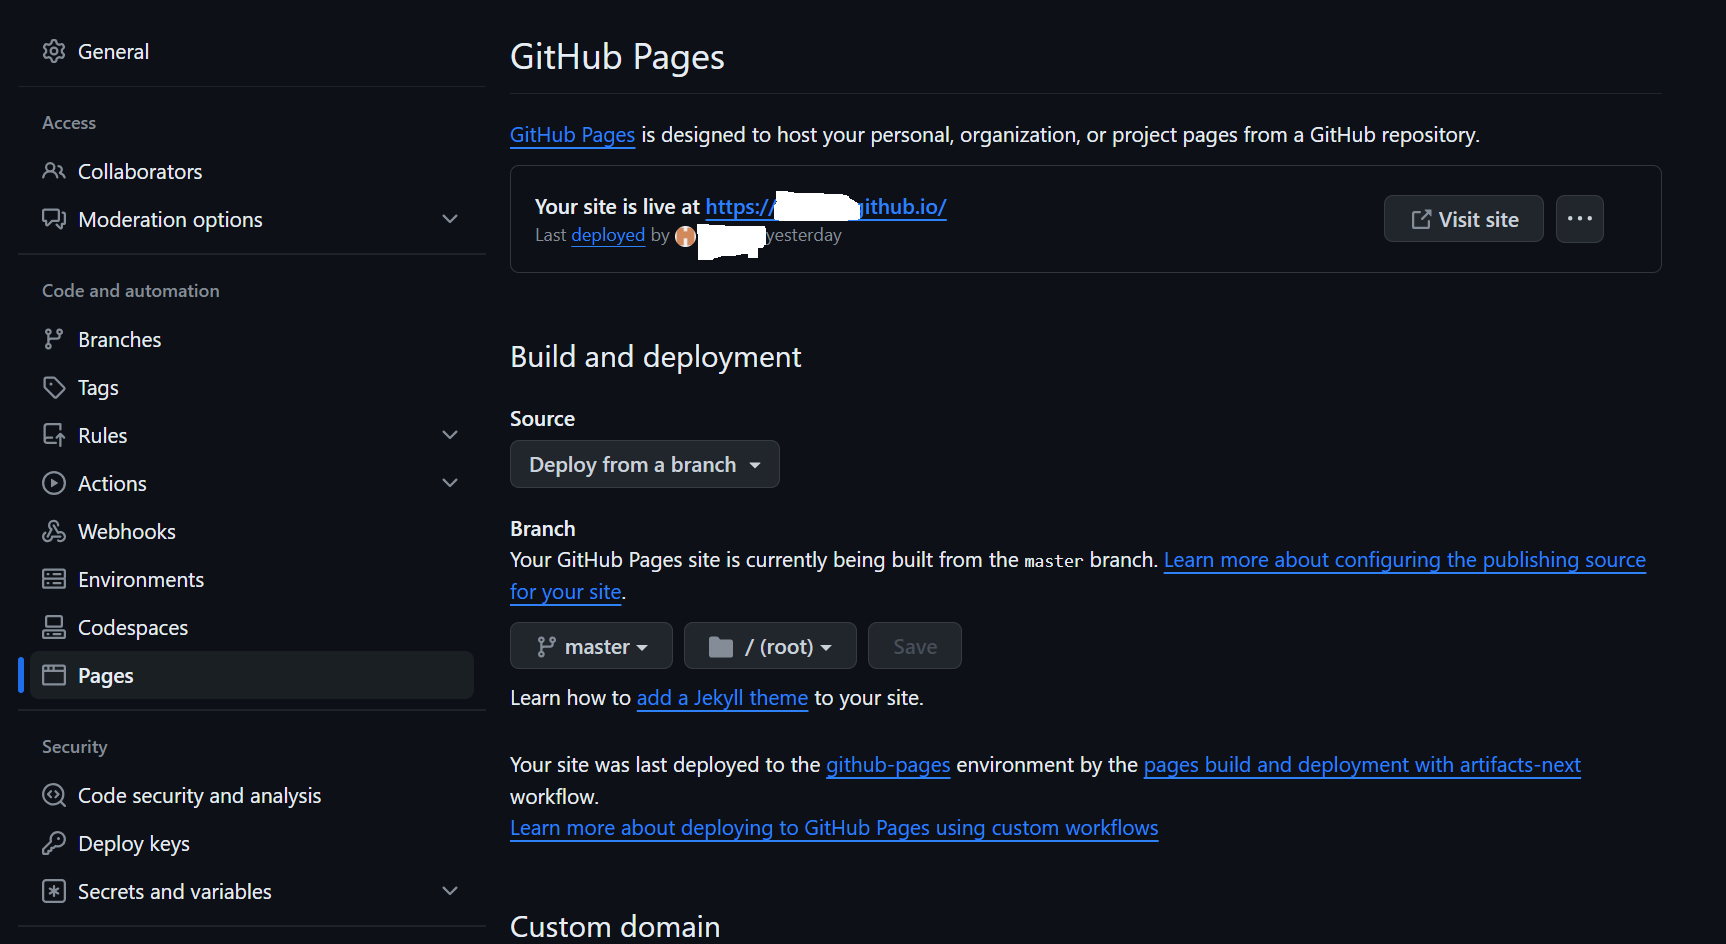 General
Access
Collaborators
Moderation options
Code and automation
Branches
Tags
Rules
Actions
Webhooks
Environments
Codespaces
Pages
Security
Code security and analysis
Deploy keys
Secrets and variables
GitHub Pages
GitHub Pages is designed to host your personal, organization, or project pages from a GitHub repository.
Your site is live at https:// ithub.io/
Last deployed by yesterday
Visit site
Build and deployment
Source
Deploy from a branch
Branch
Your GitHub Pages site is currently being built from the master branch. Learn more about configuring the publishing source
for your site.
master
/ (root)
Save
Learn how to add a Jekyll theme to your site.
Your site was last deployed to the github-pages environment by the pages build and deployment with artifacts-next
workflow.
Learn more about deploying to GitHub Pages using custom workflows
Custom domain